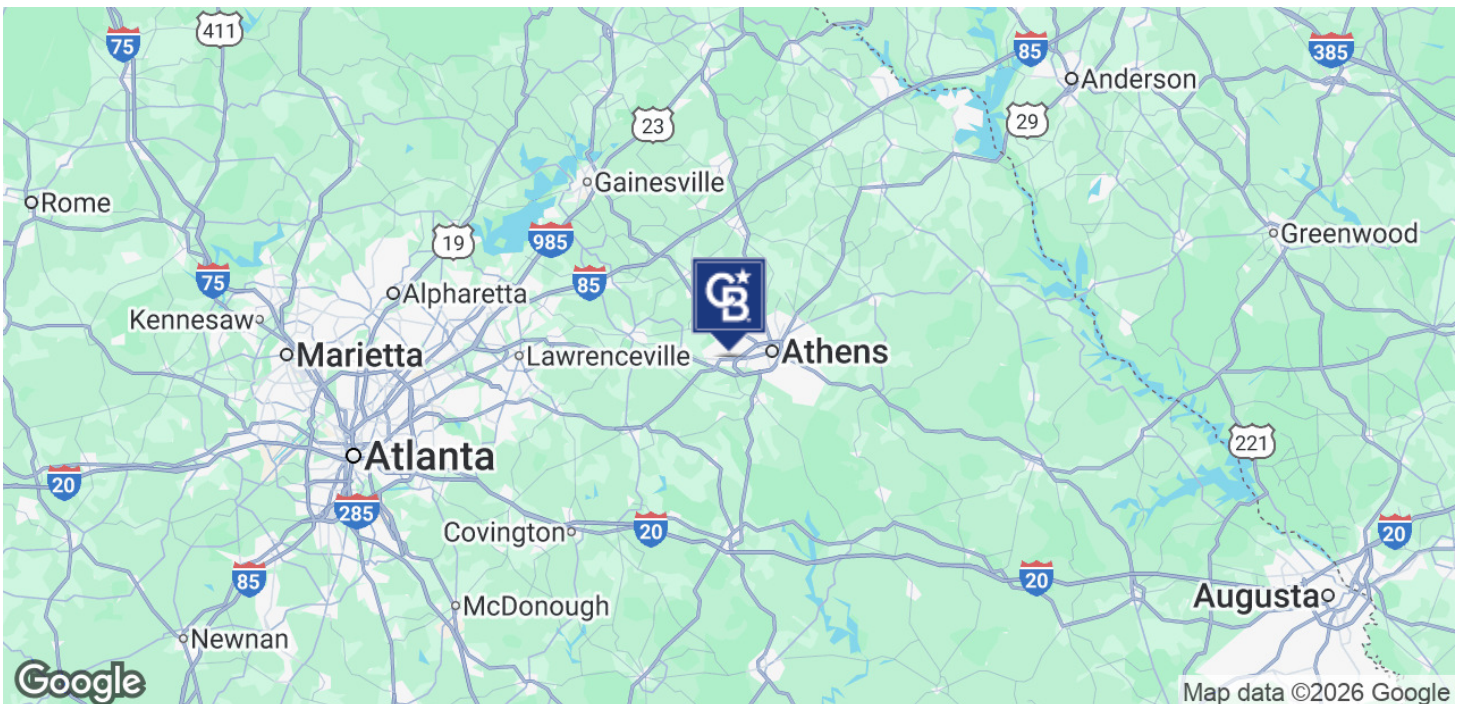 411
75
85
385
Anderson
23
29
Gainesville
Rome
Greenwood
19
985
75
85
CB
Alpharetta
Kennesaw
Marietta
Lawrenceville
Athens
221
Atlanta
20
285
Covington
20
20
85
20
McDonough
Augusta
Newnan
Google
Map data ©2026 Google